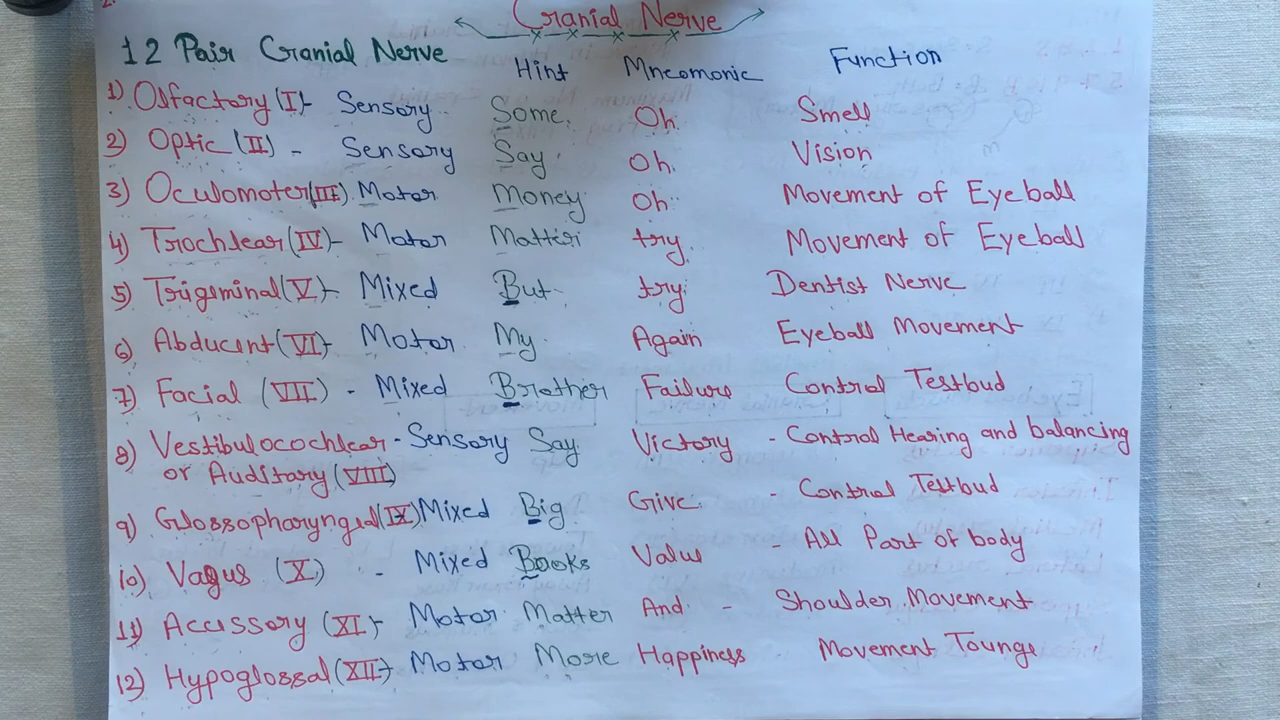 Cranial Nerve
12 Pair Cranial Nerve Hint Mneomonic Function
1) Olfactory (I)- Sensory Some. Oh. Smell
2) Optic (II) - Sensory Say Oh. Vision
3) Oculomoter (III) Motor Money Oh Movement of Eyeball
4) Trochlear (IV)- Motor Matter try. Movement of Eyeball
5) Trigeminal (V)- Mixed But try Dentist Nerve
6) Abducent (VI)- Motor My. Again Eyeball Movement
7) Facial (VII) - Mixed Brother Failure Control Testbud
8) Vestibulocochlear - Sensory Say Victory - Control Hearing and balancing
or Auditory (VIII)
9) Glossopharyngeal (IX) Mixed Big Give - Control Testbud
10) Vagus (X) - Mixed Books Value - All Part of body
11) Acessory (XI)- Motor Matter And - Shoulder Movement
12) Hypoglossal (XII)- Motor More Happiness Movement Tounge